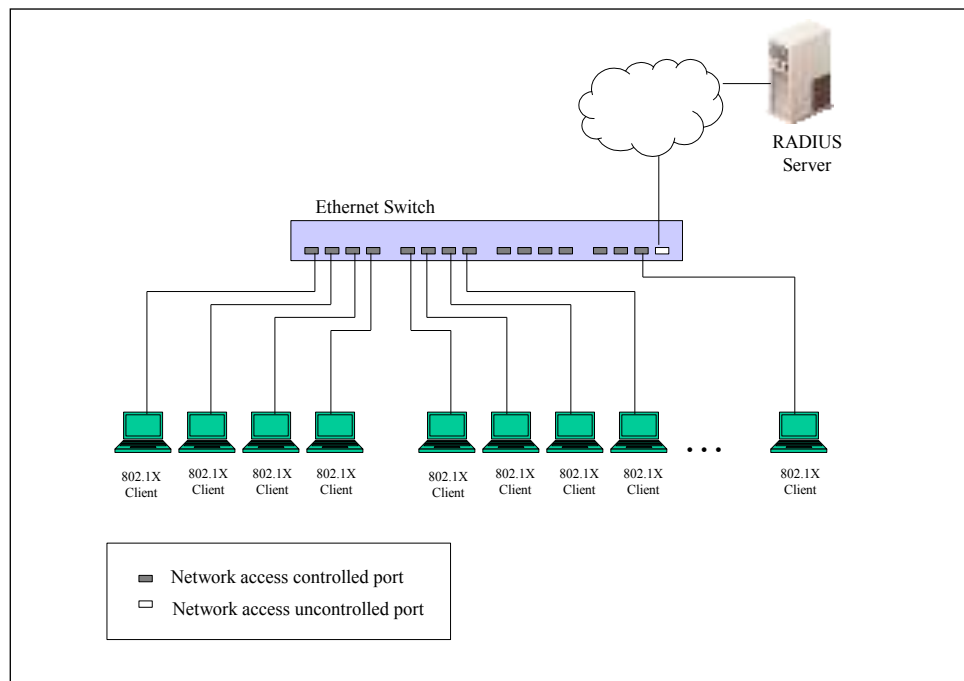 RADIUS
Server
Ethernet Switch
802.1X
Client
802.1X
Client
802.1X
Client
802.1X
Client
802.1X
Client
802.1X
Client
802.1X
Client
802.1X
Client
...
802.1X
Client
Network access controlled port
Network access uncontrolled port